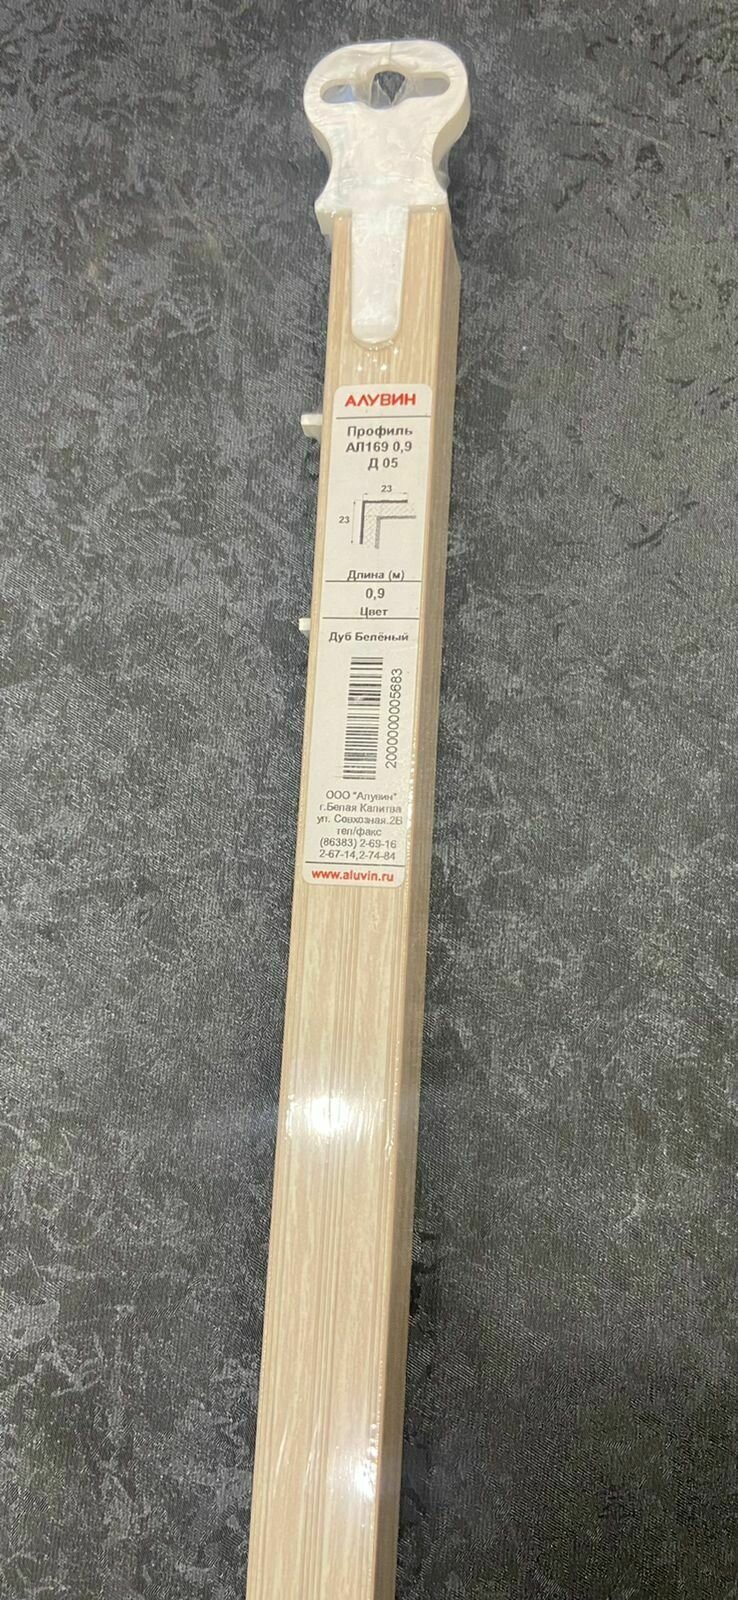 АЛУВИН
Профиль
АЛ169 0,9
Д 05
23
23
Длина (м)
0,9
Цвет
Дуб Белёный
2000000005683
ООО "Алувин"
г.Белая Калитва
ул. Совхозная.2В
тел/факс
(86383) 2-69-16
2-67-14,2-74-84
www.aluvin.ru